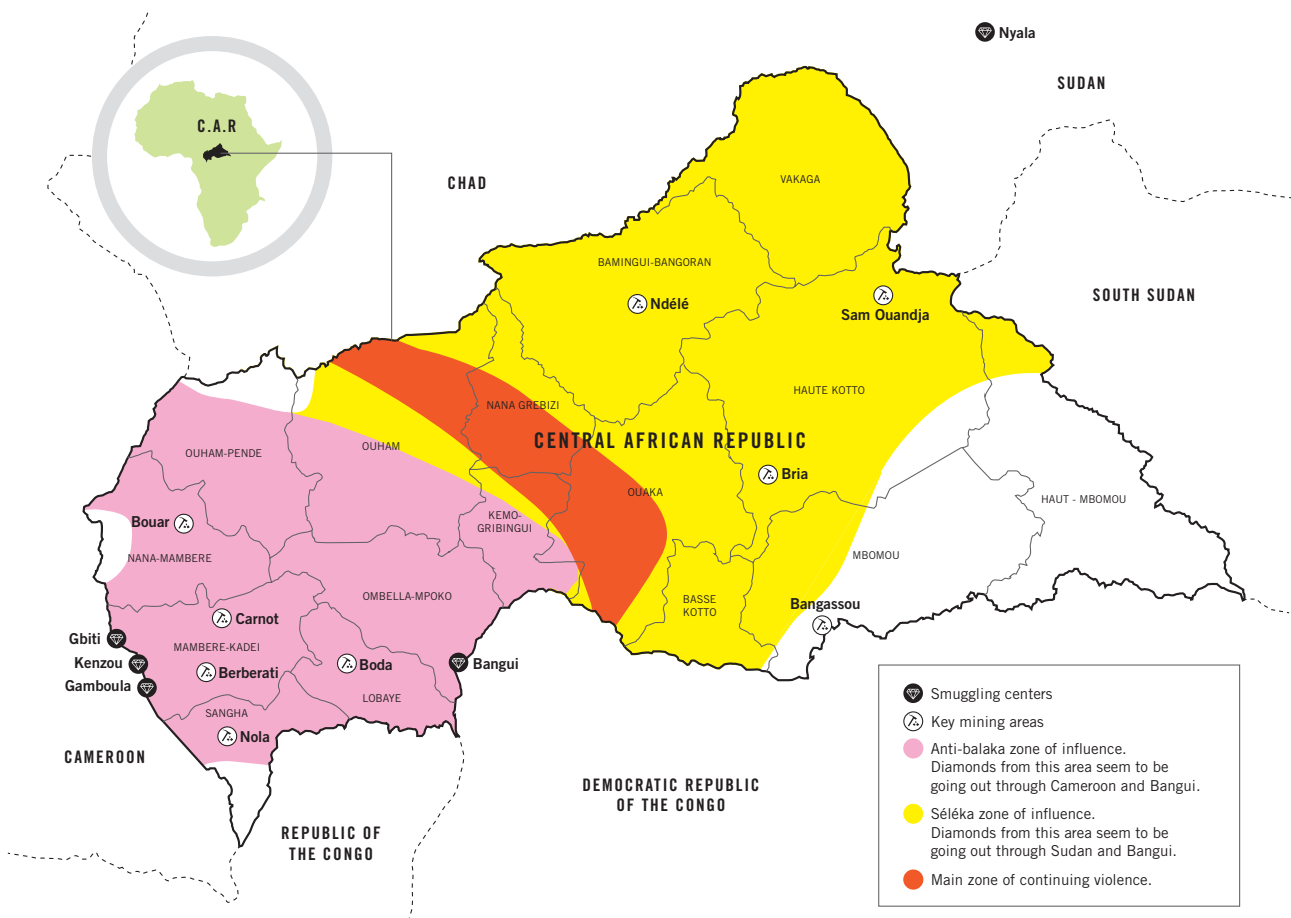 Nyala
SUDAN
C.A.R
CHAD
VAKAGA
BAMINGUI-BANGORAN
Ndélé
Sam Ouandja
SOUTH SUDAN
HAUTE KOTTO
NANA GREBIZI
CENTRAL AFRICAN REPUBLIC
OUHAM-PENDE
OUHAM
Bria
OUAKA
HAUT - MBOMOU
KEMO-
GRIBINGUI
Bouar
NANA-MAMBERE
MBOMOU
OMBELLA-MPOKO
BASSE
KOTTO
Bangassou
Carnot
Gbiti
MAMBERE-KADEI
Kenzou
Berberati
Boda
Bangui
Gamboula
LOBAYE
SANGHA
Nola
CAMEROON
DEMOCRATIC REPUBLIC
OF THE CONGO
REPUBLIC OF
THE CONGO
Smuggling centers
Key mining areas
Anti-balaka zone of influence.
Diamonds from this area seem to be
going out through Cameroon and Bangui.
Séléka zone of influence.
Diamonds from this area seem to be
going out through Sudan and Bangui.
Main zone of continuing violence.